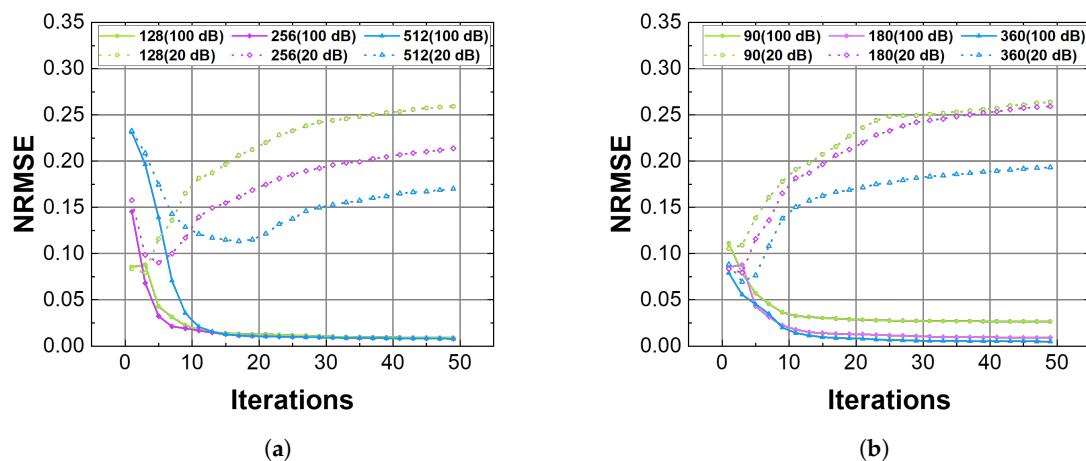 128(100 dB) 256(100 dB) 512(100 dB)
128(20 dB) 256(20 dB) 512(20 dB)
0.35
0.30
0.25
0.20
0.15
0.10
0.05
0.00
NRMSE
0 10 20 30 40 50
Iterations
(a)
90(100 dB) 180(100 dB) 360(100 dB)
90(20 dB) 180(20 dB) 360(20 dB)
0.35
0.30
0.25
0.20
0.15
0.10
0.05
0.00
NRMSE
0 10 20 30 40 50
Iterations
(b)